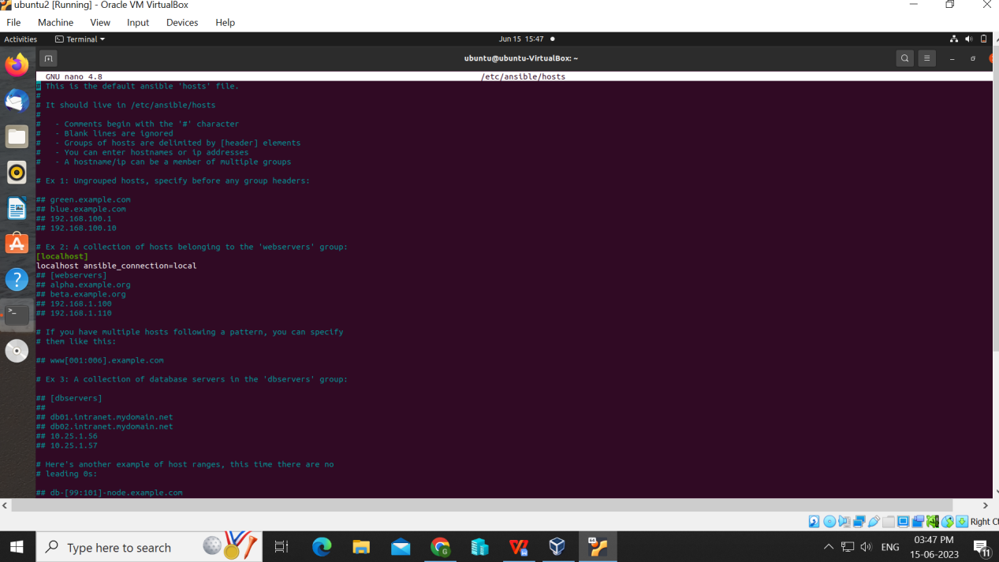 ubuntu2 [Running] - Oracle VM VirtualBox
File Machine View Input Devices Help
Activities Terminal Jun 15 15:47
ubuntu@ubuntu-VirtualBox: ~
GNU nano 4.8 /etc/ansible/hosts
# This is the default ansible 'hosts' file.
#
# It should live in /etc/ansible/hosts
#
#   - Comments begin with the '#' character
#   - Blank lines are ignored
#   - Groups of hosts are delimited by [header] elements
#   - You can enter hostnames or ip addresses
#   - A hostname/ip can be a member of multiple groups
# Ex 1: Ungrouped hosts, specify before any group headers:
## green.example.com
## blue.example.com
## 192.168.100.1
## 192.168.100.10
# Ex 2: A collection of hosts belonging to the 'webservers' group:
[localhost]
localhost ansible_connection=local
## [webservers]
## alpha.example.org
## beta.example.org
## 192.168.1.100
## 192.168.1.110
# If you have multiple hosts following a pattern, you can specify
# them like this:
## www[001:006].example.com
# Ex 3: A collection of database servers in the 'dbservers' group:
## [dbservers]
##
## db01.intranet.mydomain.net
## db02.intranet.mydomain.net
## 10.25.1.56
## 10.25.1.57
# Here's another example of host ranges, this time there are no
# leading 0s:
## db-[99:101]-node.example.com
Right Ct
Type here to search
ENG
03:47 PM
15-06-2023
11